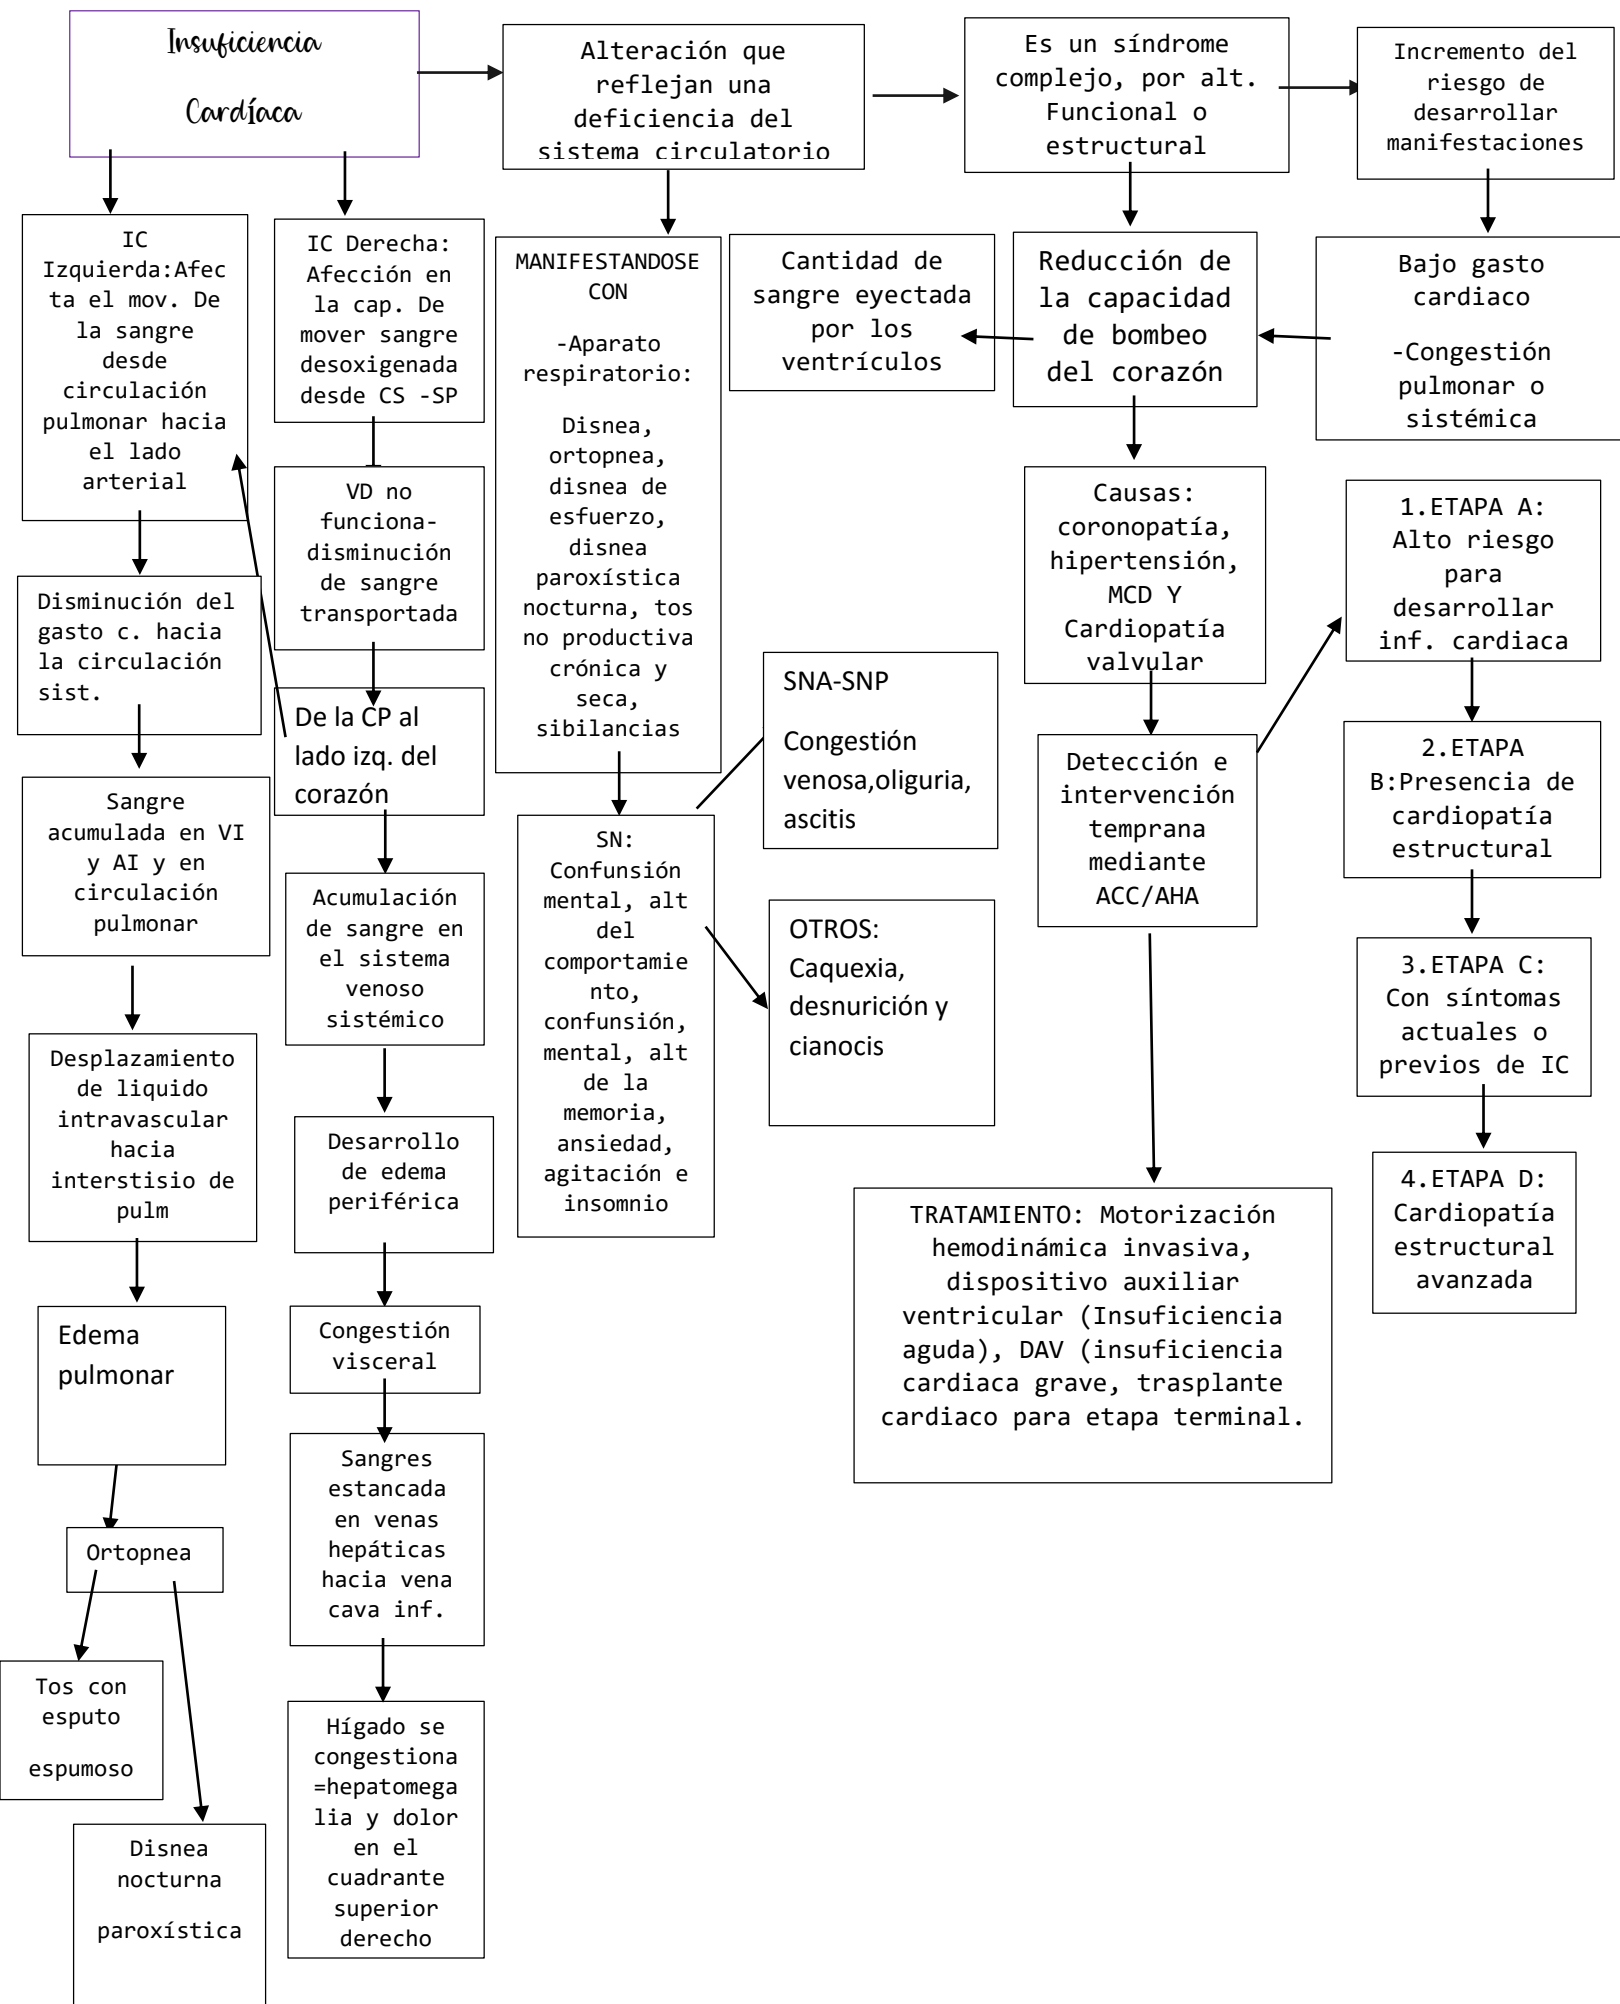 Insuficiencia
Cardíaca
Alteración que
reflejan una
deficiencia del
sistema circulatorio
Es un síndrome
complejo, por alt.
Funcional o
estructural
Incremento del
riesgo de
desarrollar
manifestaciones
IC
Izquierda:Afec
ta el mov. De
la sangre
desde
circulación
pulmonar hacia
el lado
arterial
IC Derecha:
Afección en
la cap. De
mover sangre
desoxigenada
desde CS -SP
MANIFESTANDOSE
CON
-Aparato
respiratorio:
Disnea,
ortopnea,
disnea de
esfuerzo,
disnea
paroxística
nocturna, tos
no productiva
crónica y
seca,
sibilancias
Cantidad de
sangre eyectada
por los
ventrículos
Reducción de
la capacidad
de bombeo
del corazón
Bajo gasto
cardiaco
-Congestión
pulmonar o
sistémica
VD no
funciona-
disminución
de sangre
transportada
Causas:
coronopatía,
hipertensión,
MCD Y
Cardiopatía
valvular
1.ETAPA A:
Alto riesgo
para
desarrollar
inf. cardiaca
Disminución del
gasto c. hacia
la circulación
sist.
De la CP al
lado izq. del
corazón
SNA-SNP
Congestión
venosa,oliguria,
ascitis
Detección e
intervención
temprana
mediante
ACC/AHA
2.ETAPA
B:Presencia de
cardiopatía
estructural
Sangre
acumulada en VI
y AI y en
circulación
pulmonar
Acumulación
de sangre en
el sistema
venoso
sistémico
SN:
Confunsión
mental, alt
del
comportamie
nto,
confunsión,
mental, alt
de la
memoria,
ansiedad,
agitación e
insomnio
OTROS:
Caquexia,
desnurición y
cianocis
3.ETAPA C:
Con síntomas
actuales o
previos de IC
Desplazamiento
de liquido
intravascular
hacia
interstisio de
pulm
Desarrollo
de edema
periférica
4.ETAPA D:
Cardiopatía
estructural
avanzada
TRATAMIENTO: Motorización
hemodinámica invasiva,
dispositivo auxiliar
ventricular (Insuficiencia
aguda), DAV (insuficiencia
cardiaca grave, trasplante
cardiaco para etapa terminal.
Edema
pulmonar
Congestión
visceral
Sangres
estancada
en venas
hepáticas
hacia vena
cava inf.
Ortopnea
Tos con
esputo
espumoso
Hígado se
congestiona
=hepatomega
lia y dolor
en el
cuadrante
superior
derecho
Disnea
nocturna
paroxística